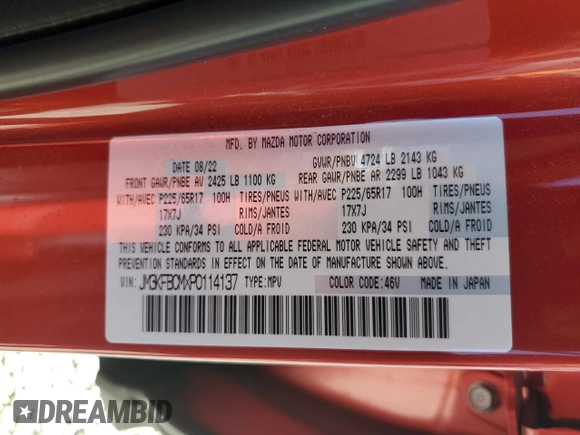 MFD. BY MAZDA MOTOR CORPORATION
DATE 08/22 GVWR/PNBV 4724 LB 2143 KG
FRONT GAWR/PNBE AV 2425 LB 1100 KG REAR GAWR/PNBE AR 2299 LB 1043 KG
WITH/AVEC P225/65R17 100H TIRES/PNEUS WITH/AVEC P225/65R17 100H TIRES/PNEUS
17X7J RIMS/JANTES 17X7J RIMS/JANTES
230 KPA/34 PSI COLD/A FROID 230 KPA/34 PSI COLD/A FROID
THIS VEHICLE CONFORMS TO ALL APPLICABLE FEDERAL MOTOR VEHICLE SAFETY AND THEFT
PREVENTION STANDARDS IN EFFECT ON THE DATE OF MANUFACTURE SHOWN ABOVE.
VIN: JM3KFBCMXP0114137 TYPE:MPV COLOR CODE:46V MADE IN JAPAN
DREAMBID